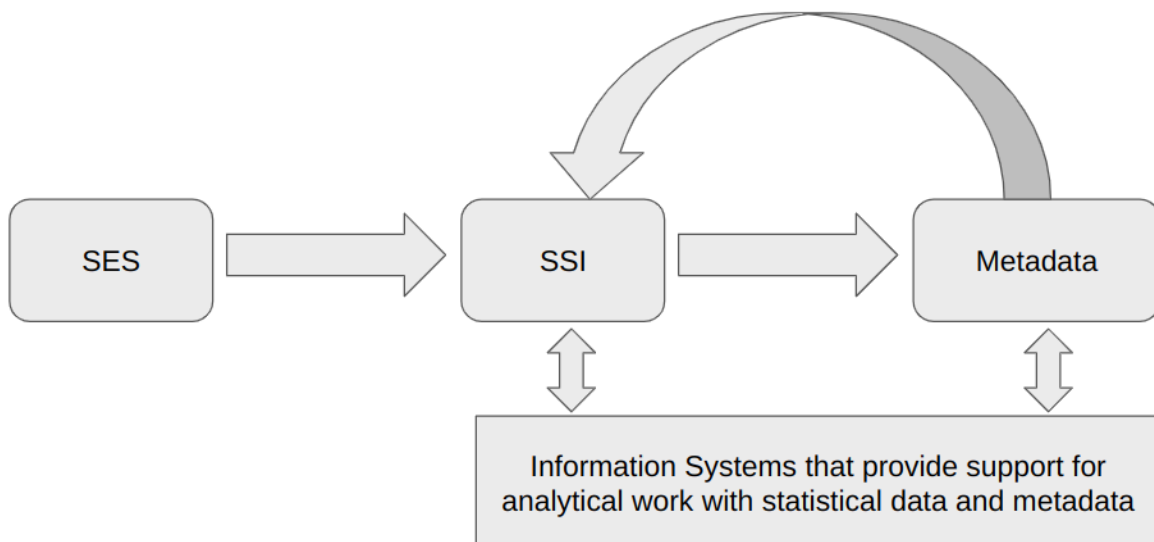 SES
SSI
Metadata
Information Systems that provide support for
analytical work with statistical data and metadata